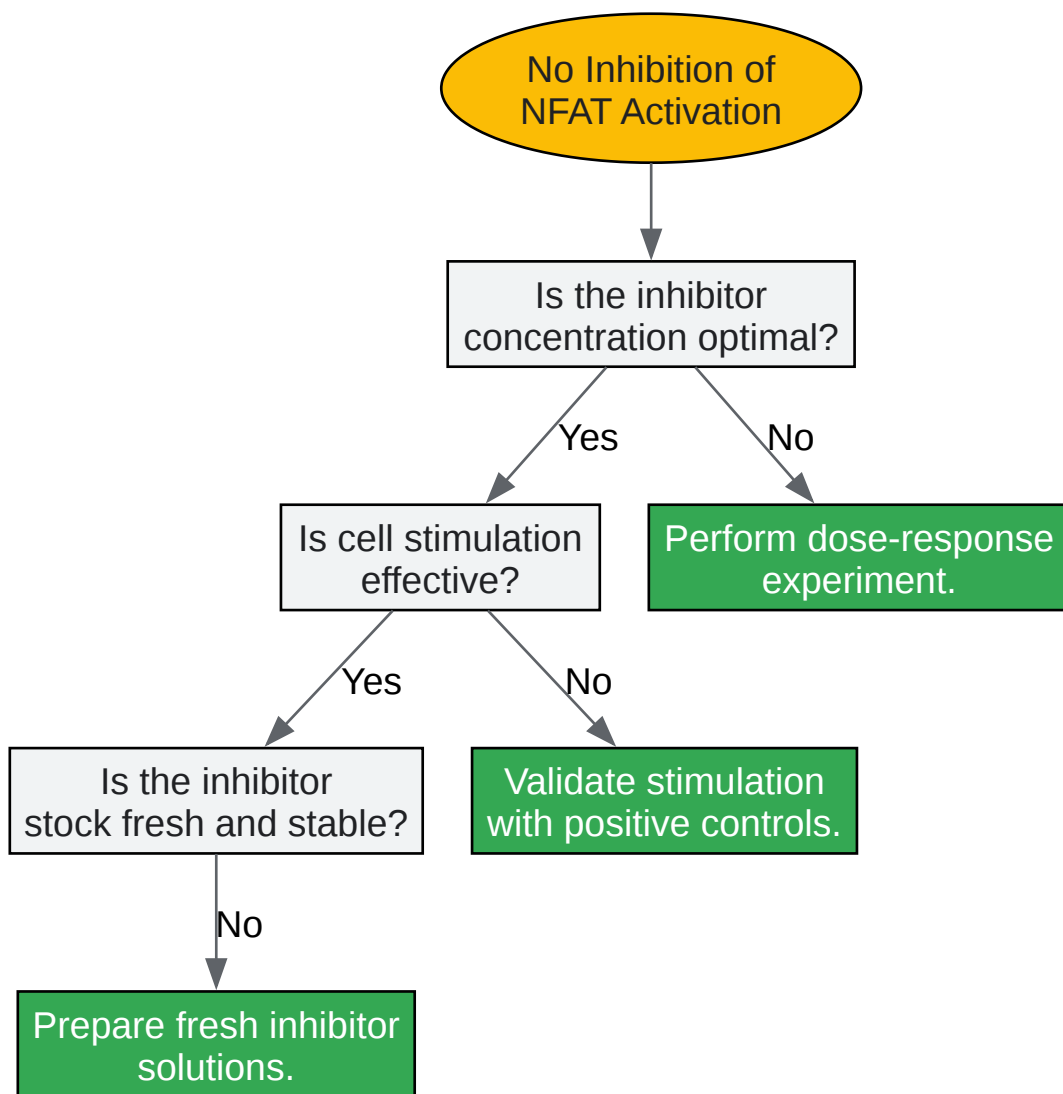 No Inhibition of
NFAT Activation
Is the inhibitor
concentration optimal?
Yes
No
Is cell stimulation
effective?
Perform dose-response
experiment.
Yes
No
Is the inhibitor
stock fresh and stable?
Validate stimulation
with positive controls.
No
Prepare fresh inhibitor
solutions.